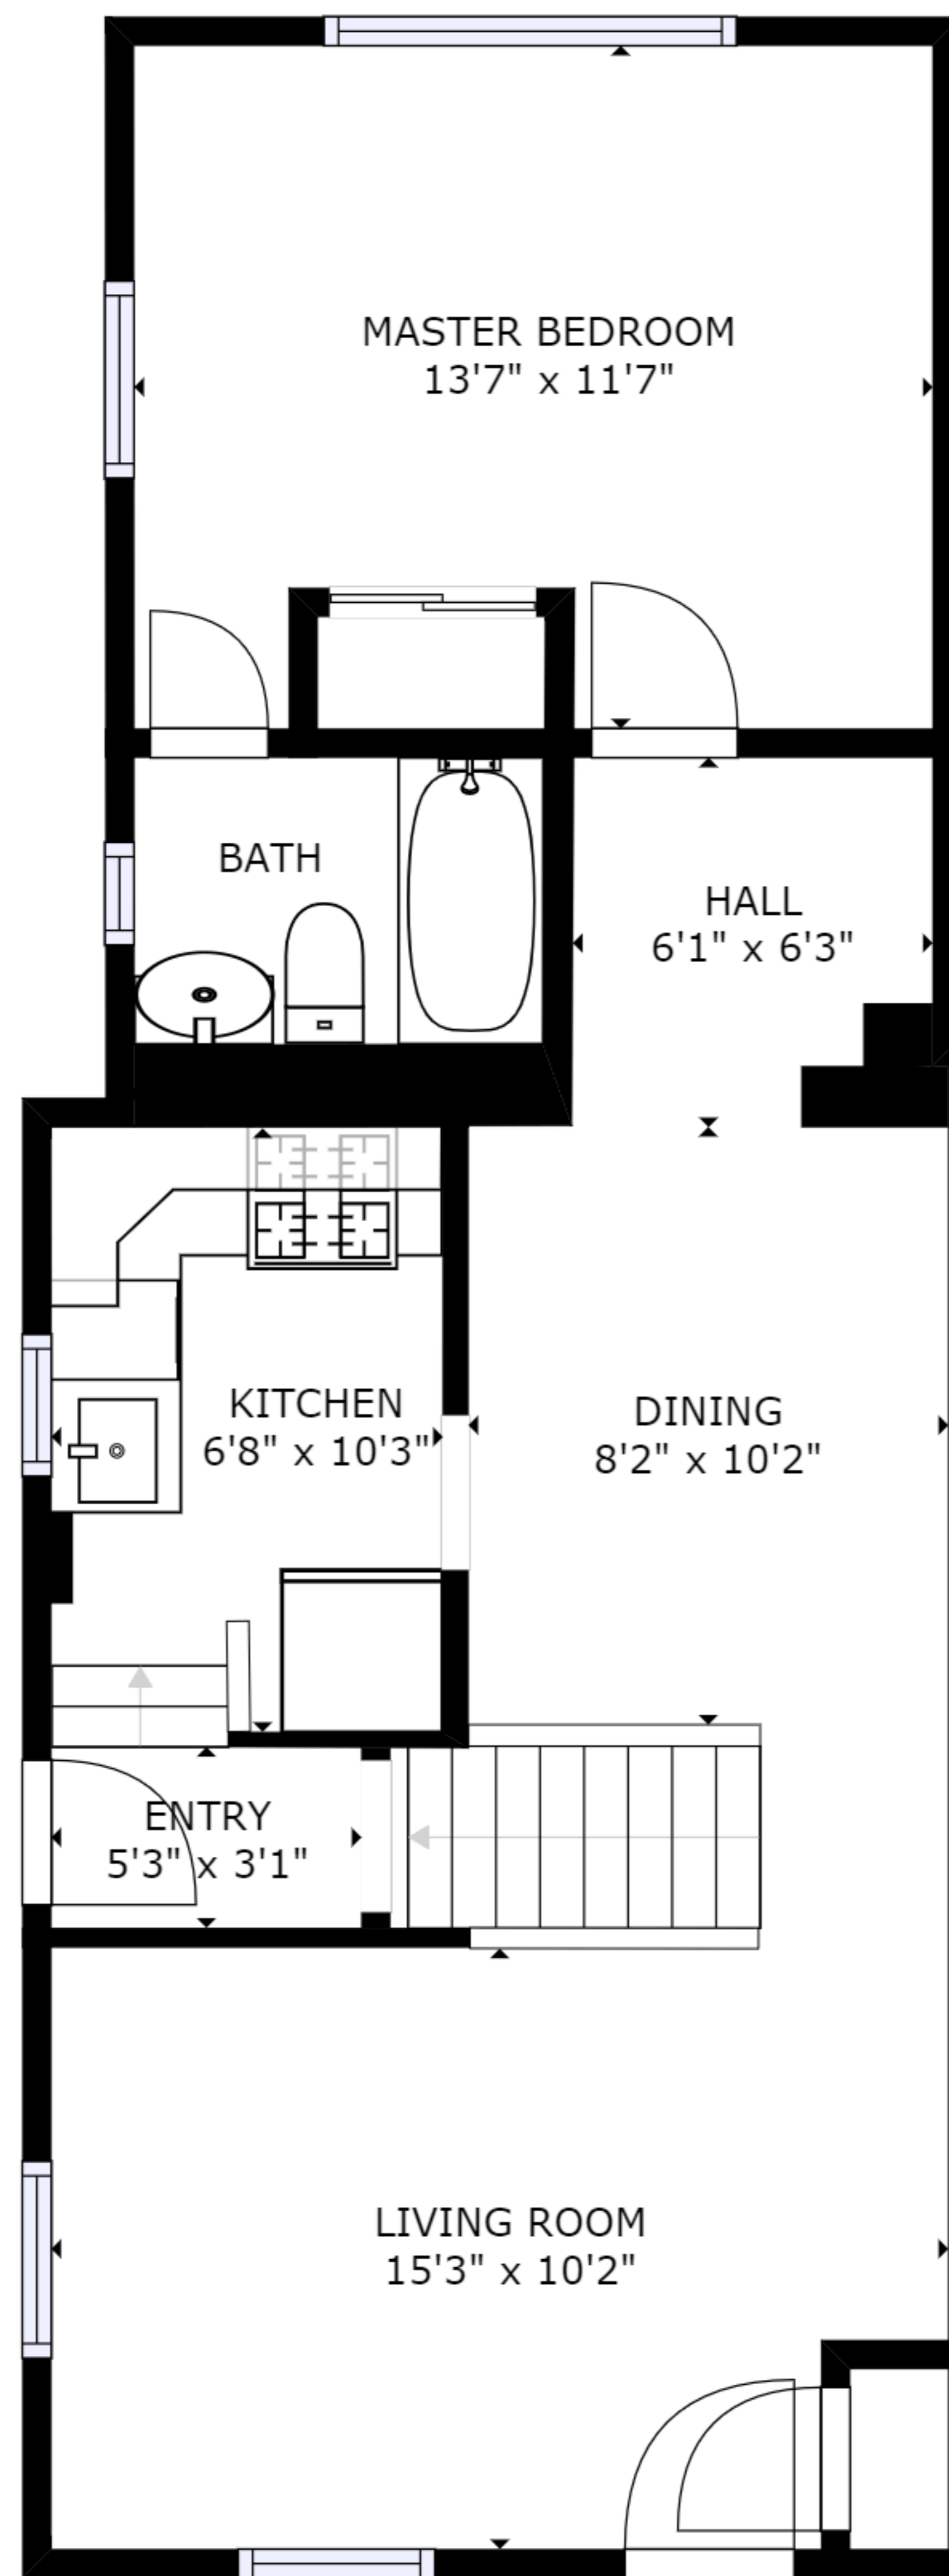 MASTER BEDROOM
13'7" x 11'7"
BATH
HALL
6'1" x 6'3"
KITCHEN
6'8" x 10'3"
DINING
8'2" x 10'2"
ENTRY
5'3" x 3'1"
LIVING ROOM
15'3" x 10'2"